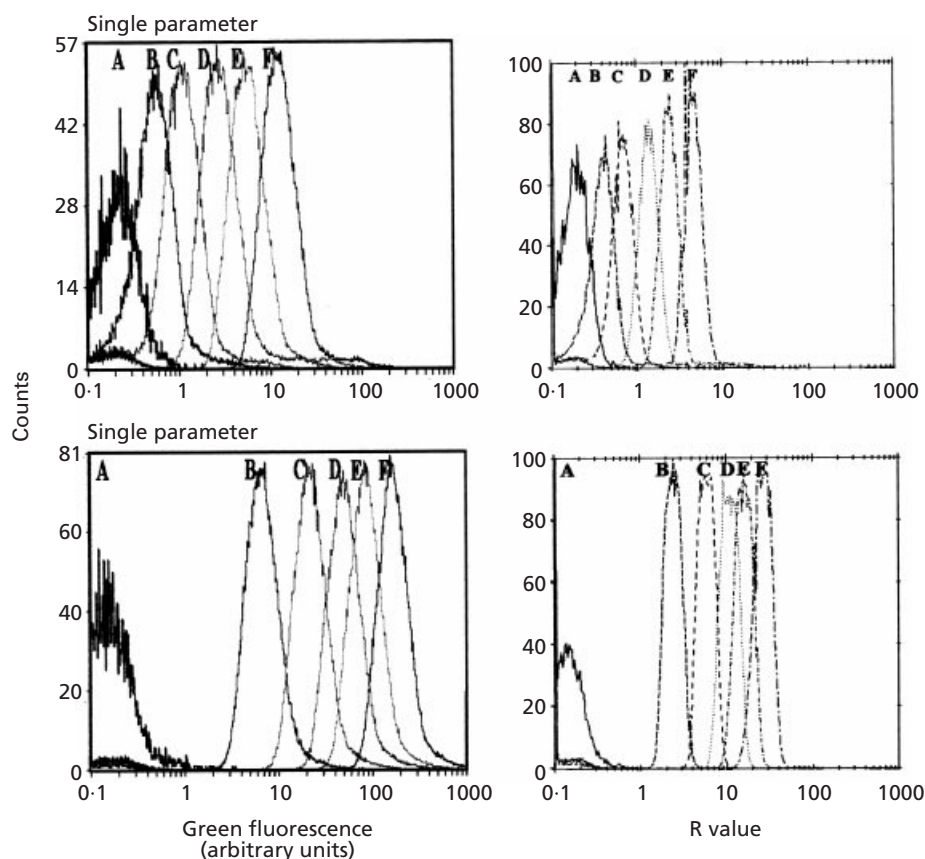 Single parameter
57
42
28
14
0
0·1 1 10 100 1000
A B C D E F
100
80
60
40
20
0
0·1 1 10 100 1000
A B C D E F
Counts
Single parameter
81
60
40
20
0
0·1 1 10 100 1000
A B C D E F
100
80
60
40
20
0
0·1 1 10 100 1000
A B C D E F
Green fluorescence
(arbitrary units)
R value